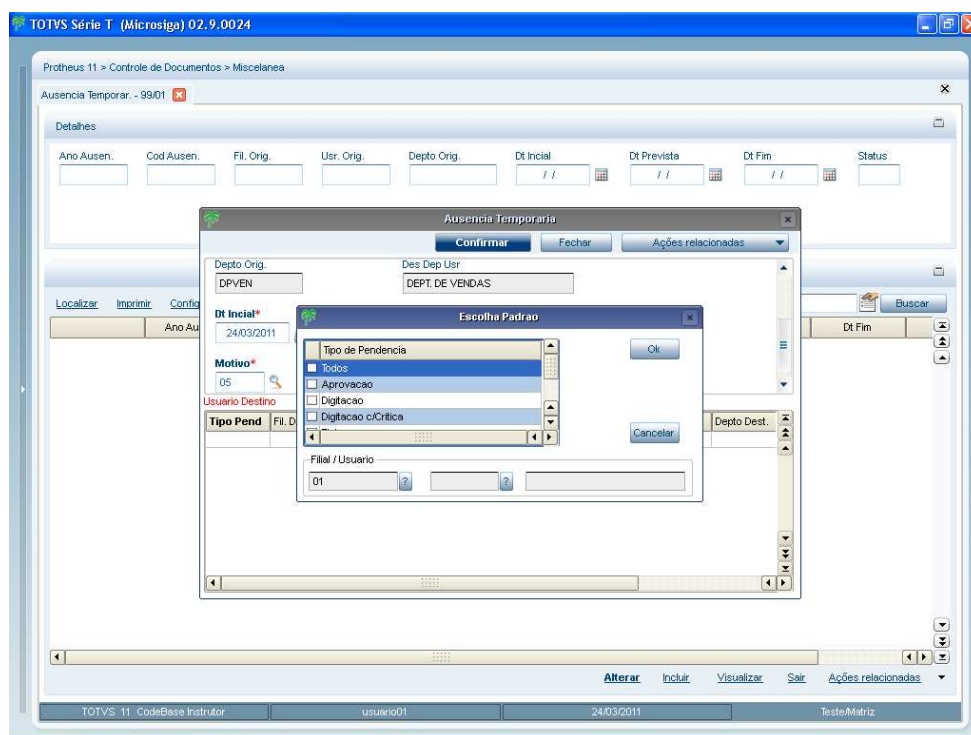 TOTVS Série T (Microsiga) 02.9.0024
Protheus 11 > Controle de Documentos > Miscelanea
Ausencia Temporar. - 99/01
Detalhes
Ano Ausen. Cod Ausen. Fil. Orig. Usr. Orig. Depto Orig. Dt Incial Dt Prevista Dt Fim Status
/ / / / / /
Ausencia Temporaria
Confirmar Fechar Ações relacionadas
Depto Orig. Des Dep Usr
DPVEN DEPT. DE VENDAS
Localizar Imprimir Config Buscar
Dt Incial*
24/03/2011
Ano Au Dt Fim
Escolha Padrao
Tipo de Pendencia Ok
Todos
Aprovacao
Digitacao
Digitacao c/Critica
Cancelar
Motivo*
05
Usuario Destino
Tipo Pend Fil. D Depto Dest.
Filial / Usuario
01 ? ?
Alterar Incluir Visualizar Sair Ações relacionadas
TOTVS 11 CodeBase Instrutor usuario01 24/03/2011 Teste/Matriz